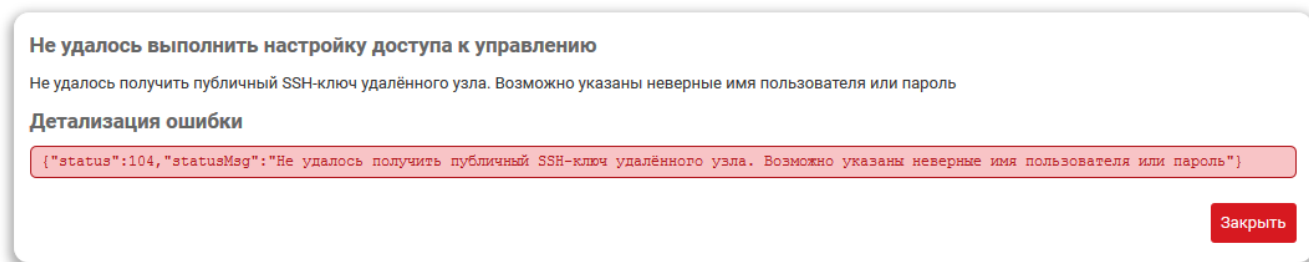 Не удалось выполнить настройку доступа к управлению
Не удалось получить публичный SSH-ключ удалённого узла. Возможно указаны неверные имя пользователя или пароль
Детализация ошибки
{"status":104,"statusMsg":"Не удалось получить публичный SSH-ключ удалённого узла. Возможно указаны неверные имя пользователя или пароль"}
Закрыть